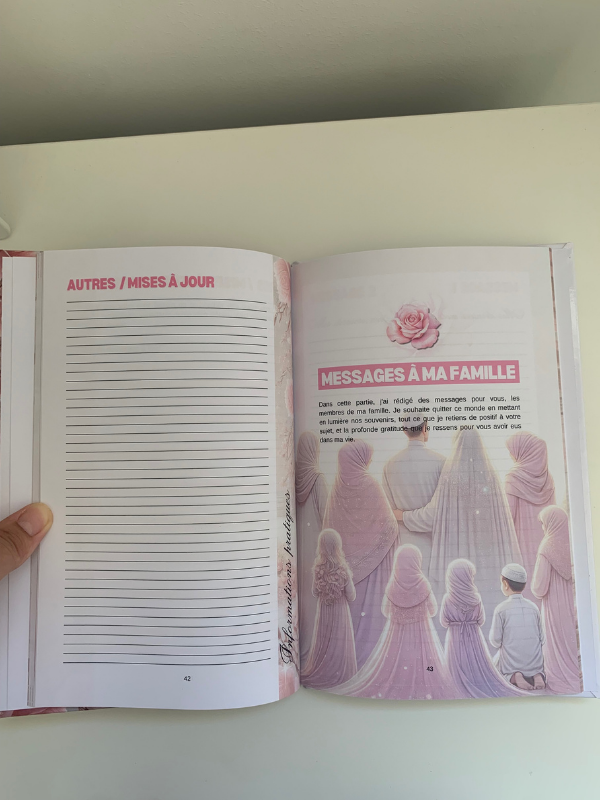 AUTRES / MISES À JOUR
Informations pratiques
42
MESSAGES À MA FAMILLE
Dans cette partie, j'ai rédigé des messages pour vous, les
membres de ma famille. Je souhaite quitter ce monde en mettant
en lumière nos souvenirs, tout ce que je retiens de positif à votre
sujet, et la profonde gratitude que je ressens pour vous avoir eus
dans ma vie.
43